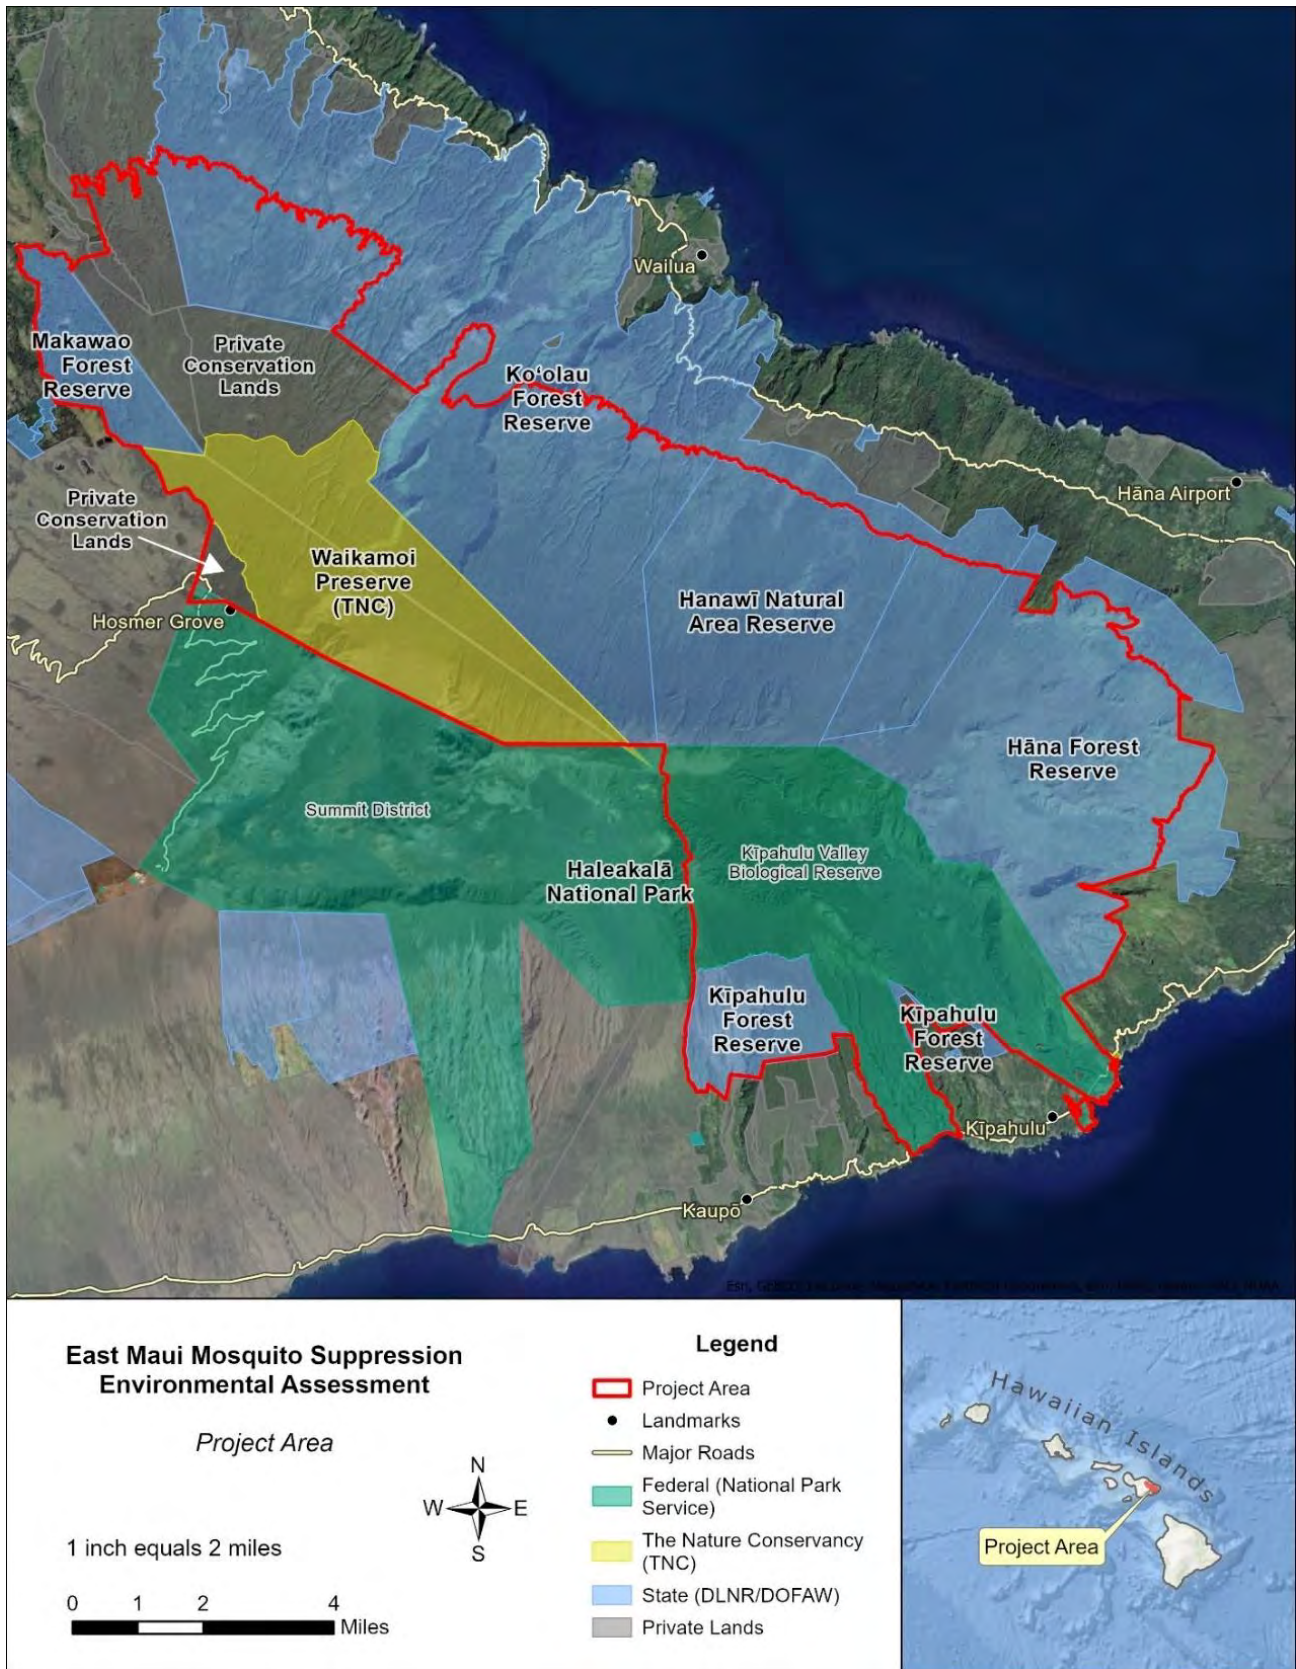 Wailua
Makawao
Forest
Reserve
Private
Conservation
Lands
Koʻolau
Forest
Reserve
Hāna Airport
Private
Conservation
Lands
Waikamoi
Preserve
(TNC)
Hanawī Natural
Area Reserve
Hosmer Grove
Hāna Forest
Reserve
Summit District
Kīpahulu Valley
Biological Reserve
Haleakalā
National Park
Kīpahulu
Forest
Reserve
Kīpahulu
Forest
Reserve
Kīpahulu
Kaupō
East Maui Mosquito Suppression
Environmental Assessment
Project Area
1 inch equals 2 miles
0 1 2 4
Miles
N
W E
S
Legend
Project Area
Landmarks
Major Roads
Federal (National Park
Service)
The Nature Conservancy
(TNC)
State (DLNR/DOFAW)
Private Lands
Hawaiian Islands
Project Area